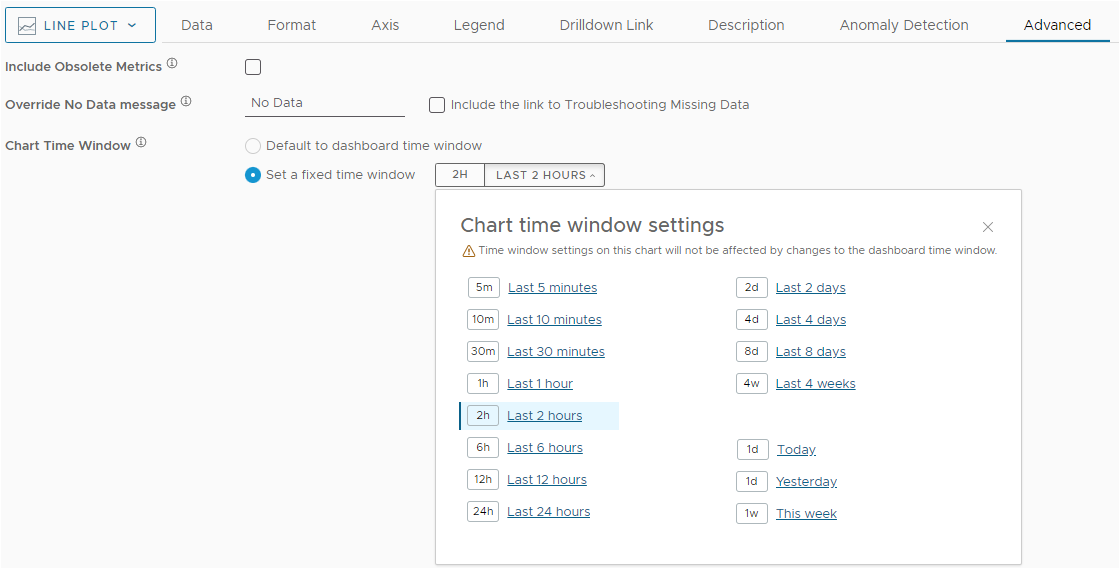 LINE PLOT Data Format Axis Legend Drilldown Link Description Anomaly Detection Advanced
Include Obsolete Metrics
Override No Data message No Data Include the link to Troubleshooting Missing Data
Chart Time Window Default to dashboard time window
Set a fixed time window 2H LAST 2 HOURS
Chart time window settings
Time window settings on this chart will not be affected by changes to the dashboard time window.
5m Last 5 minutes
10m Last 10 minutes
30m Last 30 minutes
1h Last 1 hour
2h Last 2 hours
6h Last 6 hours
12h Last 12 hours
24h Last 24 hours
2d Last 2 days
4d Last 4 days
8d Last 8 days
4w Last 4 weeks
1d Today
1d Yesterday
1w This week